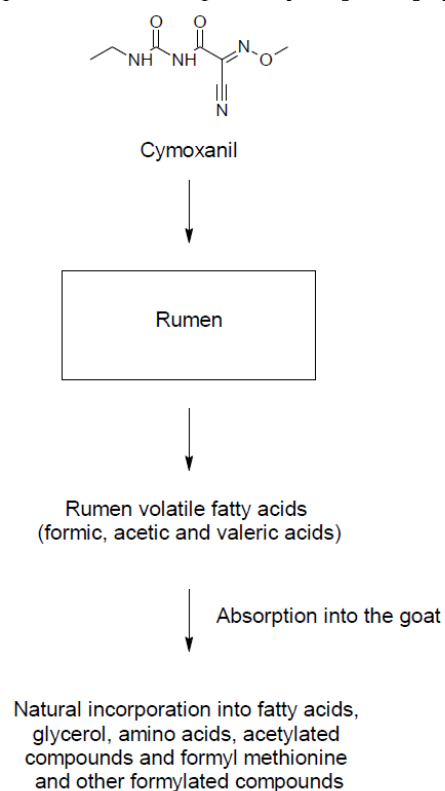 O O
NH NH N O
N
Cymoxanil
Rumen
Rumen volatile fatty acids
(formic, acetic and valeric acids)
Absorption into the goat
Natural incorporation into fatty acids,
glycerol, amino acids, acetylated
compounds and formyl methionine
and other formylated compounds